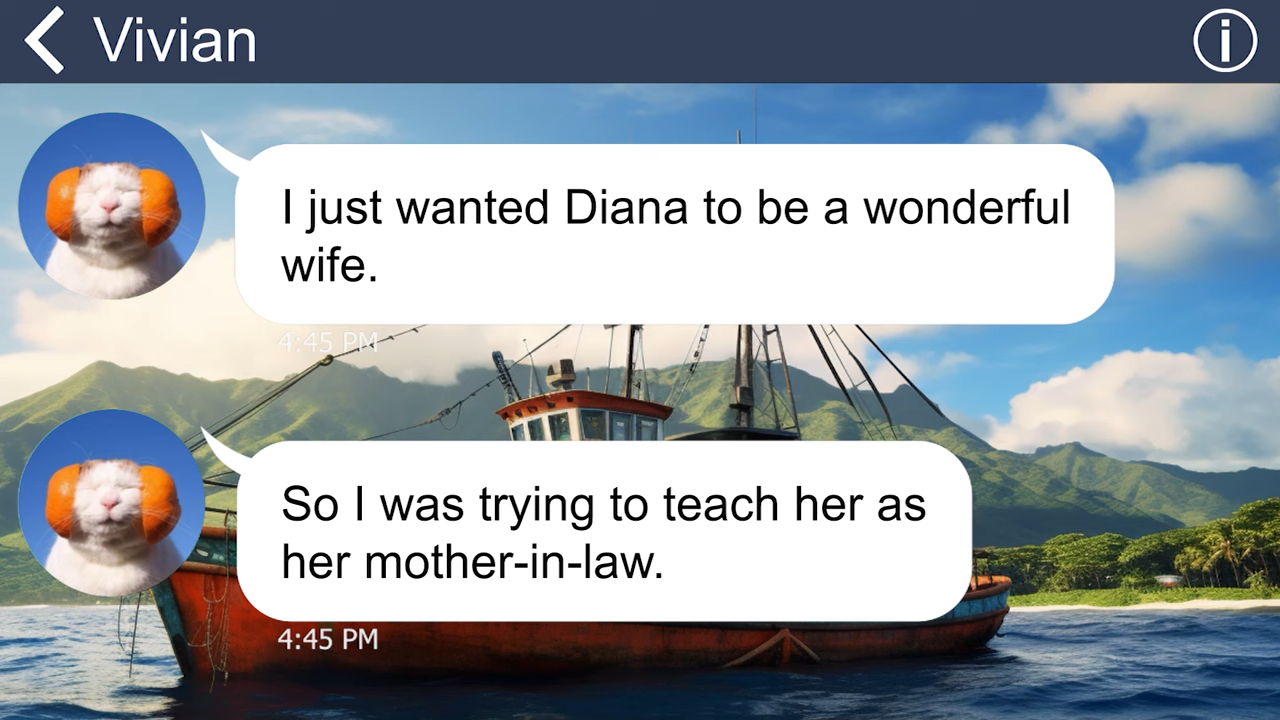 Vivian
I just wanted Diana to be a wonderful
wife.
4:45 PM
So I was trying to teach her as
her mother-in-law.
4:45 PM